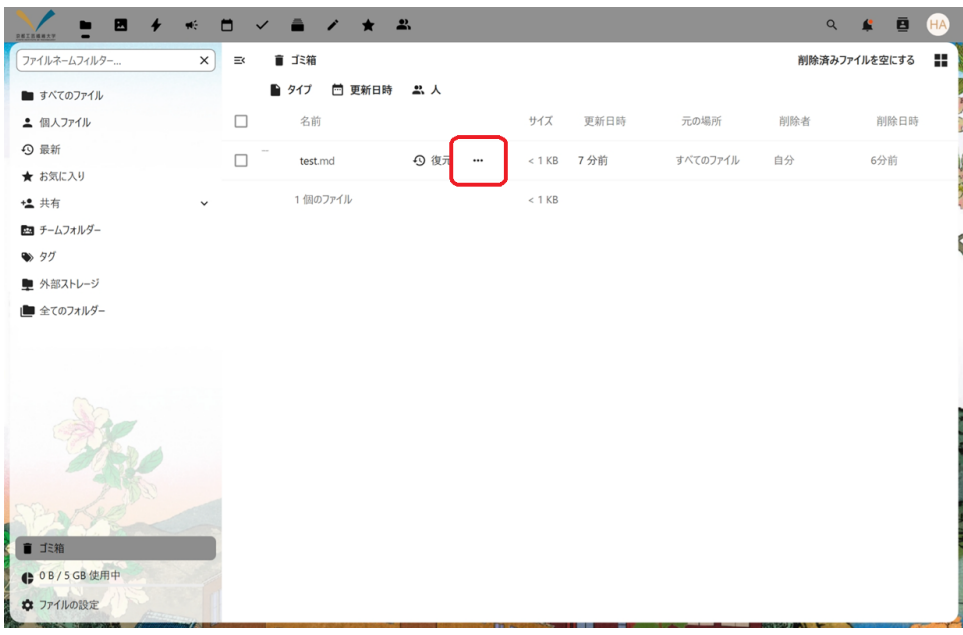 京都工芸繊維大学
HA
ファイルネームフィルター...
ゴミ箱
削除済みファイルを空にする
タイプ 更新日時 人
すべてのファイル
個人ファイル
最新
お気に入り
共有
チームフォルダー
タグ
外部ストレージ
全てのフォルダー
名前 サイズ 更新日時 元の場所 削除者 削除日時
test.md 復元 ... < 1 KB 7 分前 すべてのファイル 自分 6分前
1 個のファイル < 1 KB
ゴミ箱
0 B / 5 GB 使用中
ファイルの設定